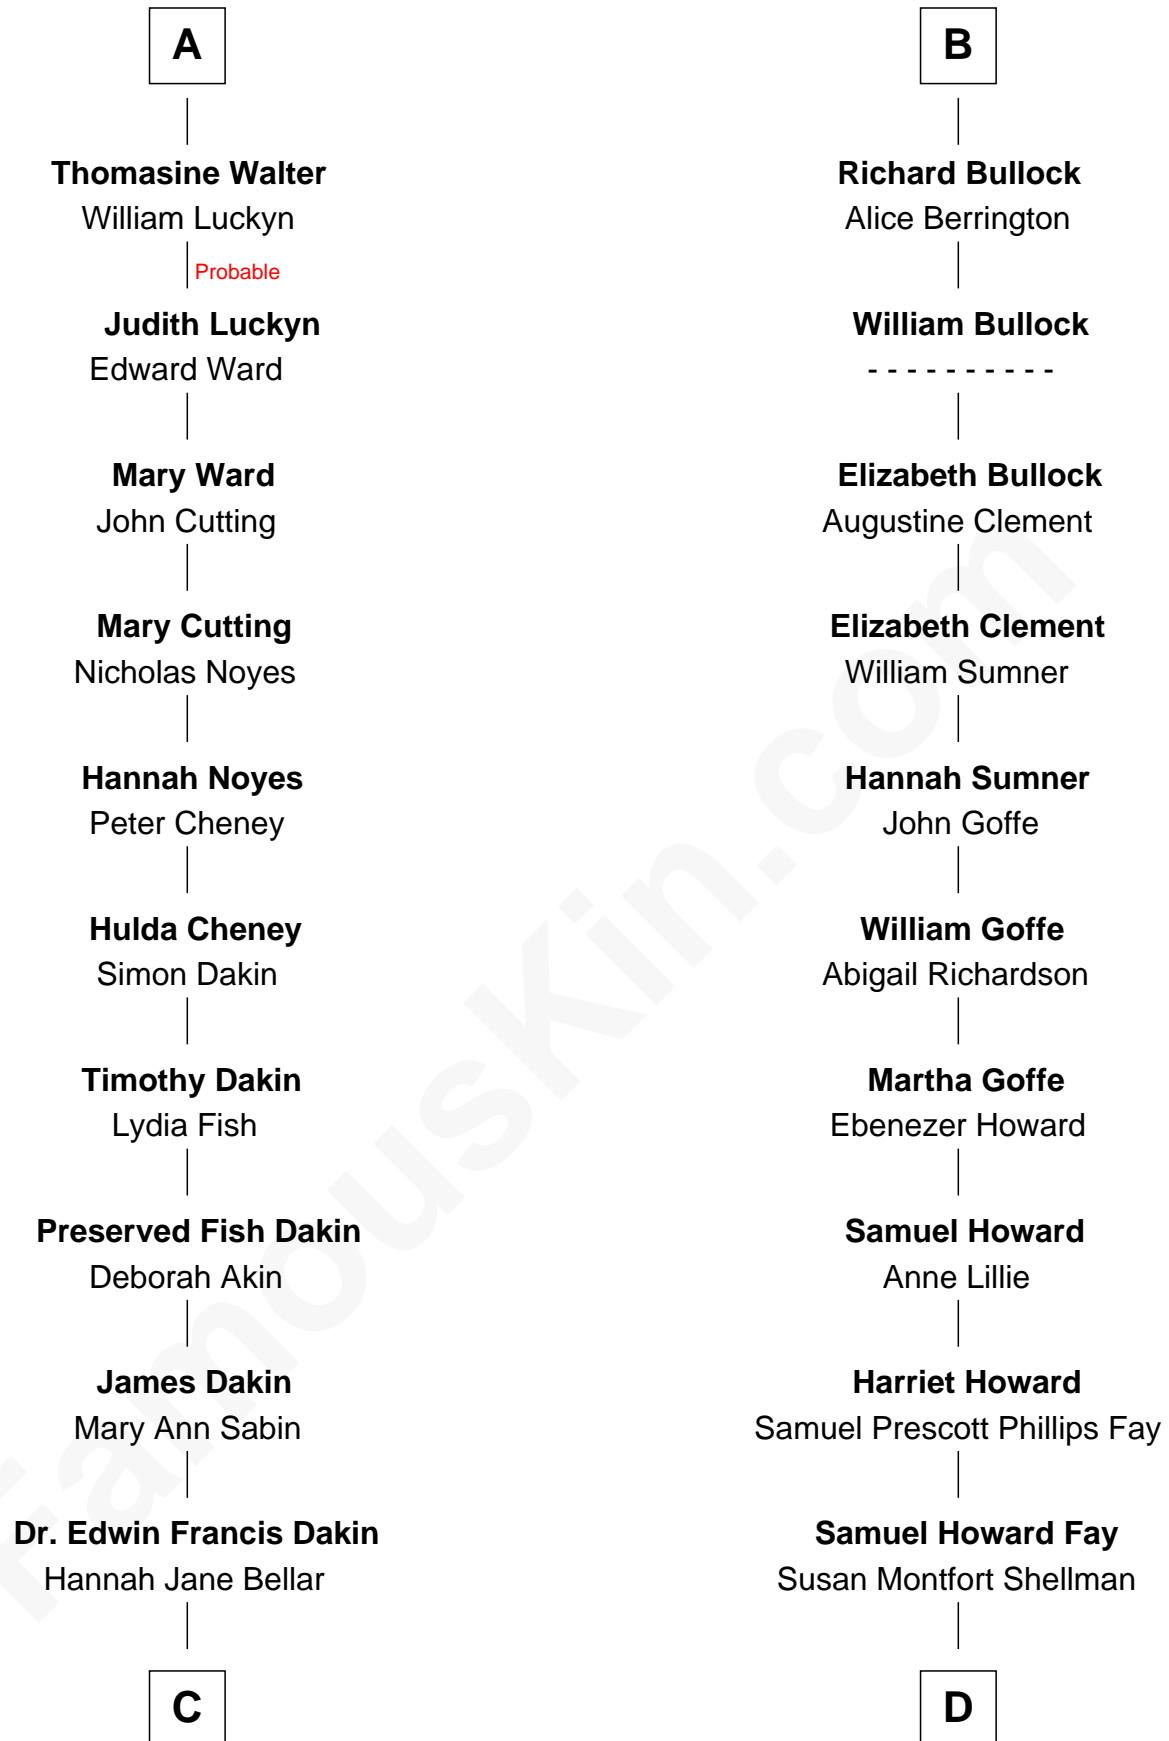 A
Thomasine Walter
William Luckyn
Probable
Judith Luckyn
Edward Ward
Mary Ward
John Cutting
Mary Cutting
Nicholas Noyes
Hannah Noyes
Peter Cheney
Hulda Cheney
Simon Dakin
Timothy Dakin
Lydia Fish
Preserved Fish Dakin
Deborah Akin
James Dakin
Mary Ann Sabin
Dr. Edwin Francis Dakin
Hannah Jane Bellar
C
B
Richard Bullock
Alice Berrington
William Bullock
- - - - - - - - - -
Elizabeth Bullock
Augustine Clement
Elizabeth Clement
William Sumner
Hannah Sumner
John Goffe
William Goffe
Abigail Richardson
Martha Goffe
Ebenezer Howard
Samuel Howard
Anne Lillie
Harriet Howard
Samuel Prescott Phillips Fay
Samuel Howard Fay
Susan Montfort Shellman
D
FamousKin.com